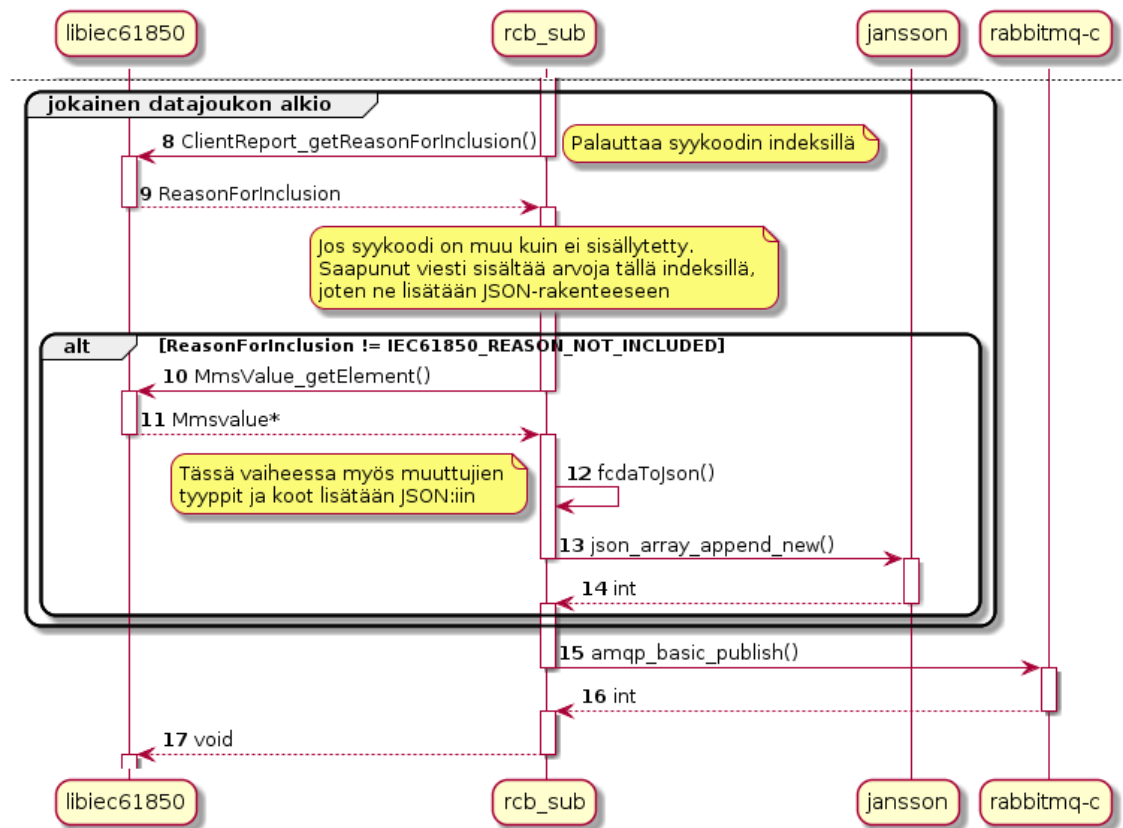 libiec61850
rcb_sub
jansson
rabbitmq-c
jokainen datajoukon alkio
8 ClientReport_getReasonForInclusion()
Palauttaa syykoodin indeksillä
9 ReasonForInclusion
Jos syykoodi on muu kuin ei sisällytetty.
Saapunut viesti sisältää arvoja tällä indeksillä,
joten ne lisätään JSON-rakenteeseen
alt [ReasonForInclusion != IEC61850_REASON_NOT_INCLUDED]
10 MmsValue_getElement()
11 Mmsvalue*
Tässä vaiheessa myös muuttujien
tyyppit ja koot lisätään JSON:iin
12 fcdaToJson()
13 json_array_append_new()
14 int
15 amqp_basic_publish()
16 int
17 void
libiec61850
rcb_sub
jansson
rabbitmq-c